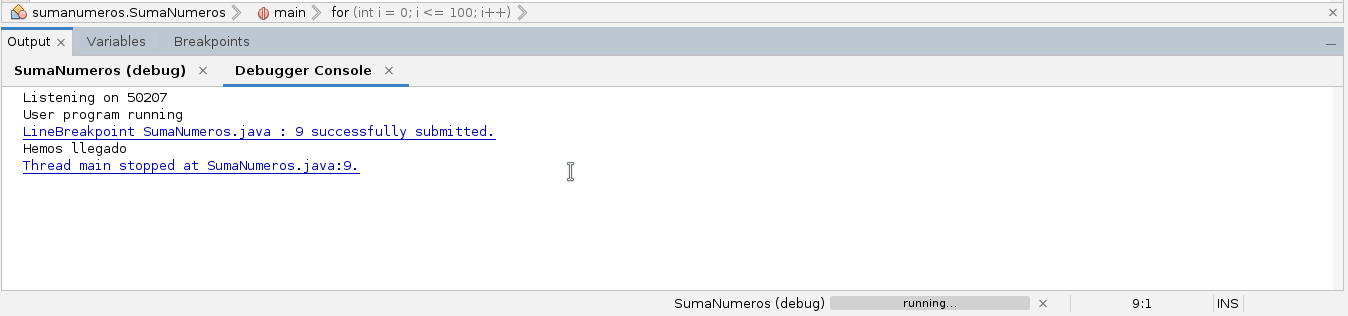 sumanumeros.SumaNumeros main for (int i = 0; i <= 100; i++)
Output Variables Breakpoints
SumaNumeros (debug) Debugger Console
Listening on 50207
User program running
LineBreakpoint SumaNumeros.java : 9 successfully submitted.
Hemos llegado
Thread main stopped at SumaNumeros.java:9.
SumaNumeros (debug) running... 9:1 INS